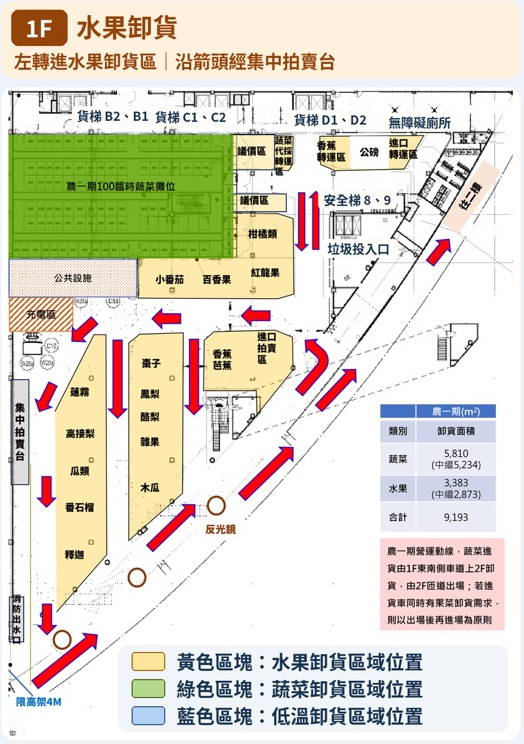 1F 水果卸貨
左轉進水果卸貨區｜沿箭頭經集中拍賣台
貨梯 B2、B1
貨梯 C1、C2
貨梯 D1、D2
無障礙廁所
議價區
蔬菜代採轉運區
香蕉轉運區
公磅
進口轉運區
往二樓
農一期100臨時蔬菜攤位
議價區
安全梯 8、9
柑橘類
垃圾投入口
公共設施
小番茄
百香果
紅龍果
充電區
蓮霧
棗子
香蕉芭蕉
進口拍賣區
鳳梨
集中拍賣台
高接梨
酪梨
雜果
瓜類
木瓜
番石榴
釋迦
反光鏡
消防出水口
限高架4M
農一期(m²)
類別 卸貨面積
蔬菜 5,810
(中繼5,234)
水果 3,383
(中繼2,873)
合計 9,193
農一期營運動線，蔬菜進
貨由1F東南側車道上2F卸
貨，由2F匝道出場；若進
貨車同時有果菜卸貨需求，
則以出場後再進場為原則
黃色區塊：水果卸貨區域位置
綠色區塊：蔬菜卸貨區域位置
藍色區塊：低溫卸貨區域位置